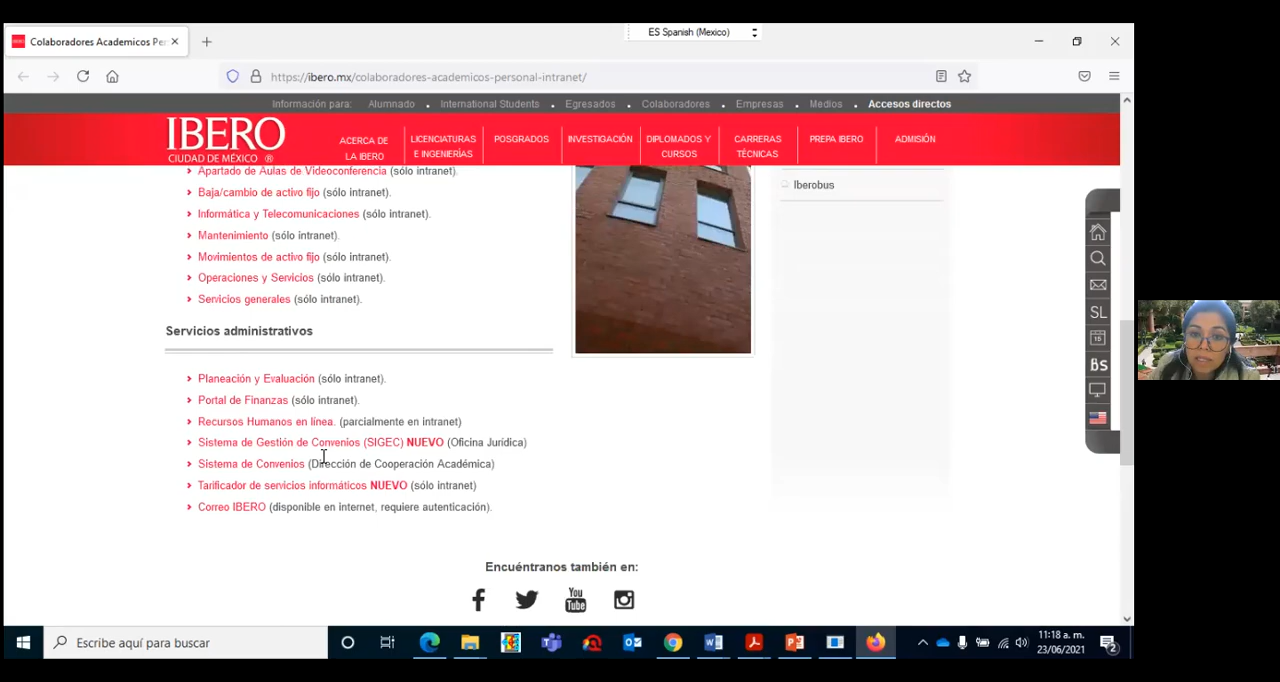 Colaboradores Academicos Per
ES Spanish (Mexico)
https://ibero.mx/colaboradores-academicos-personal-intranet/
Información para: Alumnado . International Students . Egresados . Colaboradores . Empresas . Medios . Accesos directos
IBERO
CIUDAD DE MÉXICO ®
ACERCA DE
LA IBERO
LICENCIATURAS
E INGENIERÍAS
POSGRADOS
INVESTIGACIÓN
DIPLOMADOS Y
CURSOS
CARRERAS
TÉCNICAS
PREPA IBERO
ADMISIÓN
Apartado de Aulas de Videoconferencia (sólo intranet).
Baja/cambio de activo fijo (sólo intranet).
Informática y Telecomunicaciones (sólo intranet).
Mantenimiento (sólo intranet).
Movimientos de activo fijo (sólo intranet).
Operaciones y Servicios (sólo intranet).
Servicios generales (sólo intranet).
Iberobus
Servicios administrativos
Planeación y Evaluación (sólo intranet).
Portal de Finanzas (sólo intranet).
Recursos Humanos en línea. (parcialmente en intranet)
Sistema de Gestión de Convenios (SIGEC) NUEVO (Oficina Jurídica)
Sistema de Convenios (Dirección de Cooperación Académica)
Tarificador de servicios informáticos NUEVO (sólo intranet)
Correo IBERO (disponible en internet, requiere autenticación).
SL
15
Bs
Encuéntranos también en:
You
Tube
Escribe aquí para buscar
11:18 a. m.
23/06/2021
2